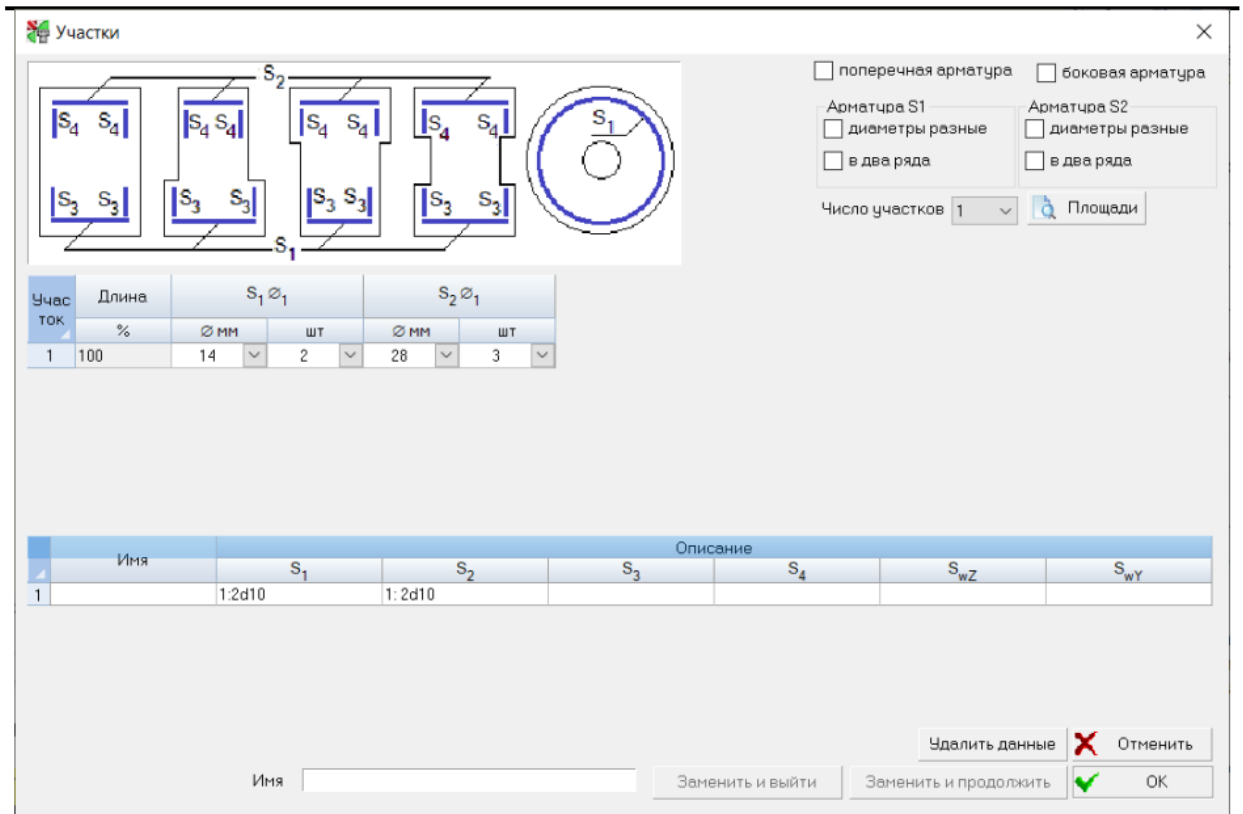 Участки
S2
S4 S4 S4 S4 S4 S4 S4 S4 S1
S3 S3 S3 S3 S3 S3 S3 S3
S1
поперечная арматура боковая арматура
Арматура S1 Арматура S2
диаметры разные диаметры разные
в два ряда в два ряда
Число участков 1 Площади
Учас
ток Длина S1 ∅1 S2 ∅1
% ∅ мм шт ∅ мм шт
1 100 14 2 28 3
Имя Описание
S1 S2 S3 S4 SwZ SwY
1 1:2d10 1: 2d10
Удалить данные Отменить
Имя Заменить и выйти Заменить и продолжить OK